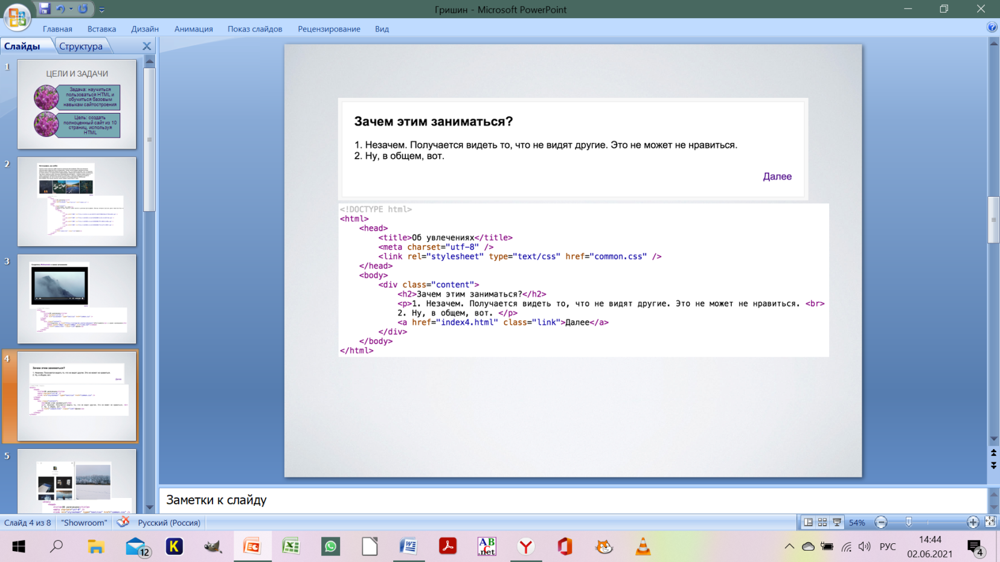 Гришин - Microsoft PowerPoint
Главная Вставка Дизайн Анимация Показ слайдов Рецензирование Вид
Слайды Структура
1
ЦЕЛИ И ЗАДАЧИ
Задача: научиться
пользоваться HTML и
обучиться базовым
навыкам сайтостроения
Цель: создать
полноценный сайт из 10
страниц, используя
HTML
2
3
4
Зачем этим заниматься?
5
Зачем этим заниматься?
1. Незачем. Получается видеть то, что не видят другие. Это не может не нравиться.
2. Ну, в общем, вот.
Далее
<!DOCTYPE html>
<html>
<head>
<title>Об увлечениях</title>
<meta charset="utf-8" />
<link rel="stylesheet" type="text/css" href="common.css" />
</head>
<body>
<div class="content">
<h2>Зачем этим заниматься?</h2>
<p>1. Незачем. Получается видеть то, что не видят другие. Это не может не нравиться. <br>
2. Ну, в общем, вот. </p>
<a href="index4.html" class="link">Далее</a>
</div>
</body>
</html>
Заметки к слайду
Слайд 4 из 8 "Showroom" Русский (Россия) 54%
12 K ABC.net РУС 14:44
02.06.2021 4